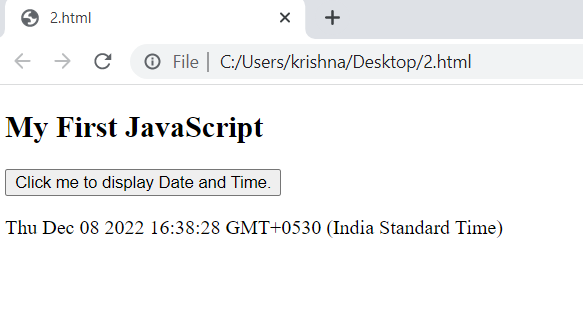 2.html
File | C:/Users/krishna/Desktop/2.html
My First JavaScript
Click me to display Date and Time.
Thu Dec 08 2022 16:38:28 GMT+0530 (India Standard Time)